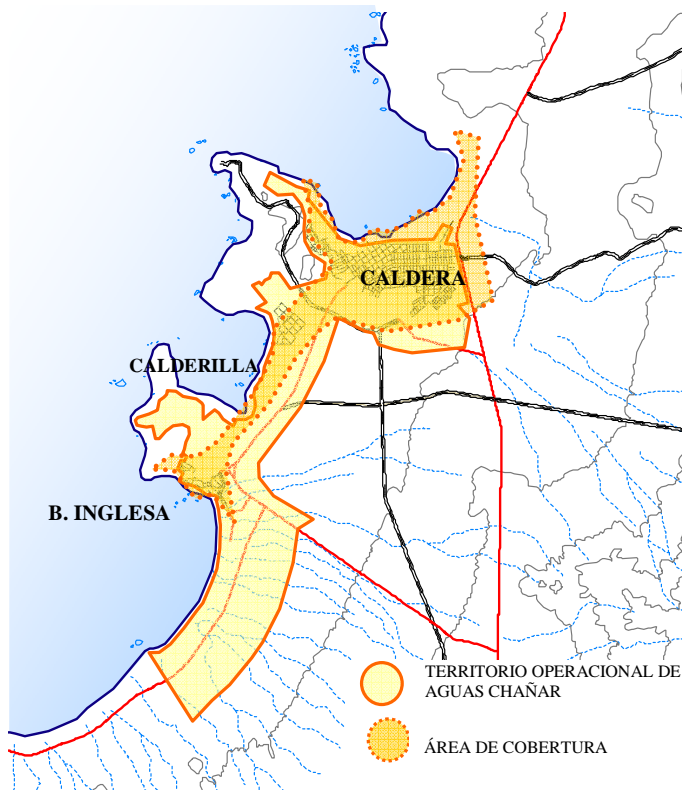 CALDERA
CALDERILLA
B. INGLESA
TERRITORIO OPERACIONAL DE
AGUAS CHAÑAR
ÁREA DE COBERTURA